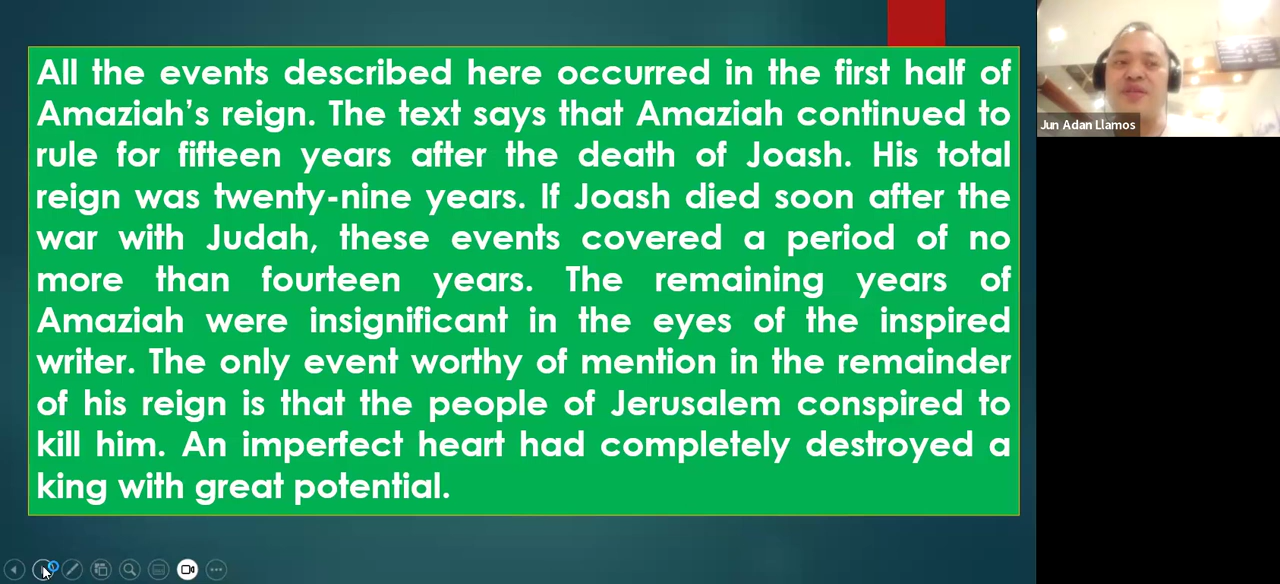 All the events described here occurred in the first half of
Amaziah’s reign. The text says that Amaziah continued to
rule for fifteen years after the death of Joash. His total
reign was twenty-nine years. If Joash died soon after the
war with Judah, these events covered a period of no
more than fourteen years. The remaining years of
Amaziah were insignificant in the eyes of the inspired
writer. The only event worthy of mention in the remainder
of his reign is that the people of Jerusalem conspired to
kill him. An imperfect heart had completely destroyed a
king with great potential.
Jun Adan Llamos